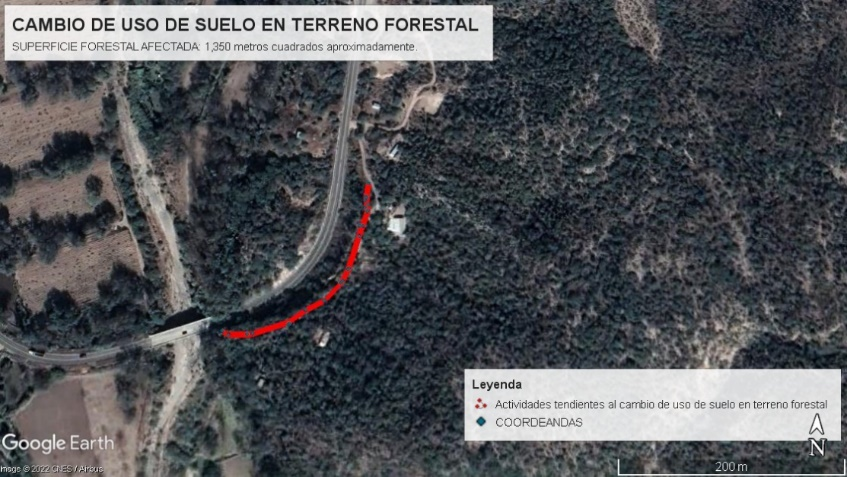 CAMBIO DE USO DE SUELO EN TERRENO FORESTAL
SUPERFICIE FORESTAL AFECTADA: 1,350 metros cuadrados aproximadamente.
Leyenda
Actividades tendientes al cambio de uso de suelo en terreno forestal
COORDEANDAS
N
Google Earth
Image © 2022 CNES / Airbus
200 m